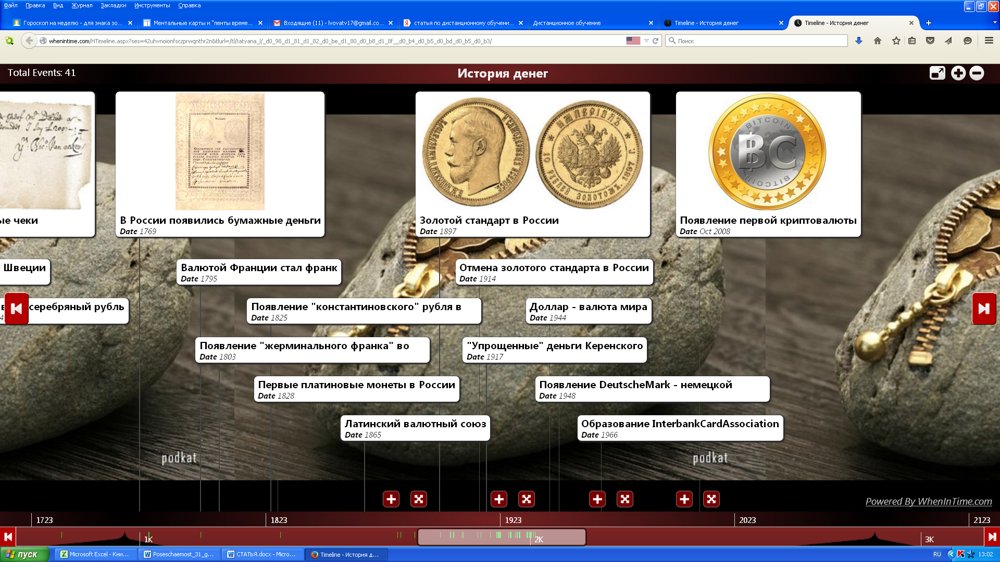 Файл Правка Вид Журнал Закладки Инструменты Справка
Гороскоп на неделю - для знака зо...
Ментальные карты и "ленты време...
Входящие (11) - lvovatv17@gmail.co...
статья по дистанционному обучени...
Дистанционное обучение
Timeline - История денег
Timeline - История денег
whenintime.com/HTimeline.aspx?ses=42uhvnoionfsczprwqnthr2n&tlurl=/tl/tatyana_l/_d0_98_d1_81_d1_82_d0_be_d1_80_d0_b8_d1_8f__d0_b4_d0_b5_d0_bd_d0_b5_d0_b3/
Поиск
Total Events: 41
История денег
ые чеки
В России появились бумажные деньги
Date 1769
ИМПЕРІАЛЪ
10 РУБЛЕЙ ЗОЛОТОМЪ. 1897 Г.
Золотой стандарт в России
Date 1897
BITCOIN
BC
BITCOIN
Появление первой криптовалюты
Date Oct 2008
Швеции
Валютой Франции стал франк
Date 1795
Отмена золотого стандарта в России
Date 1914
серебряный рубль
Появление "константиновского" рубля в
Date 1825
Доллар - валюта мира
Date 1944
Появление "жерминального франка" во
Date 1803
"Упрощенные" деньги Керенского
Date 1917
Первые платиновые монеты в России
Date 1828
Появление DeutscheMark - немецкой
Date 1948
Латинский валютный союз
Date 1865
Образование InterbankCardAssociation
Date 1966
podkat
podkat
Powered By WhenInTime.com
1723 1823 1923 2023 2123
1K 2K 3K
пуск
Microsoft Excel - Кни...
Poseschaemost_31_g...
СТАТЬЯ.docx - Micro...
Timeline - История д...
RU
13:02